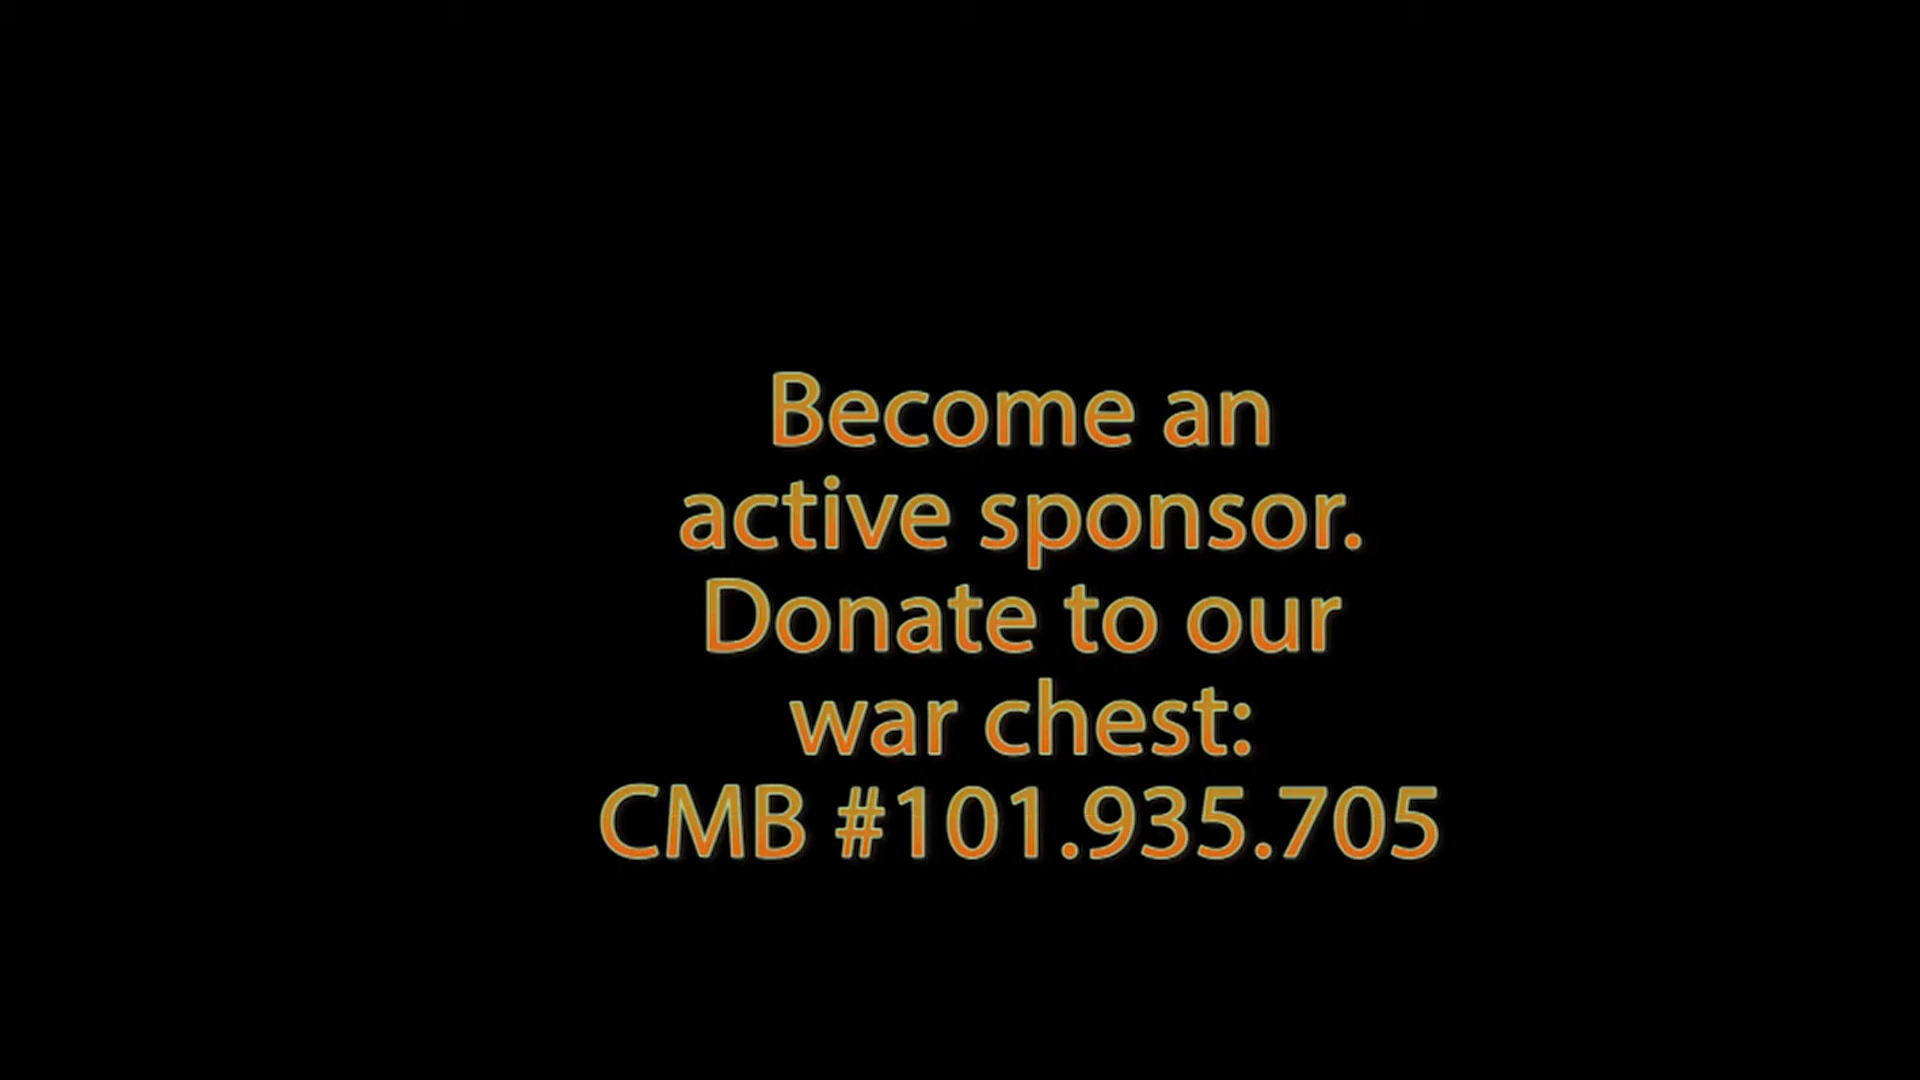 Become an
active sponsor.
Donate to our
war chest:
CMB #101.935.705